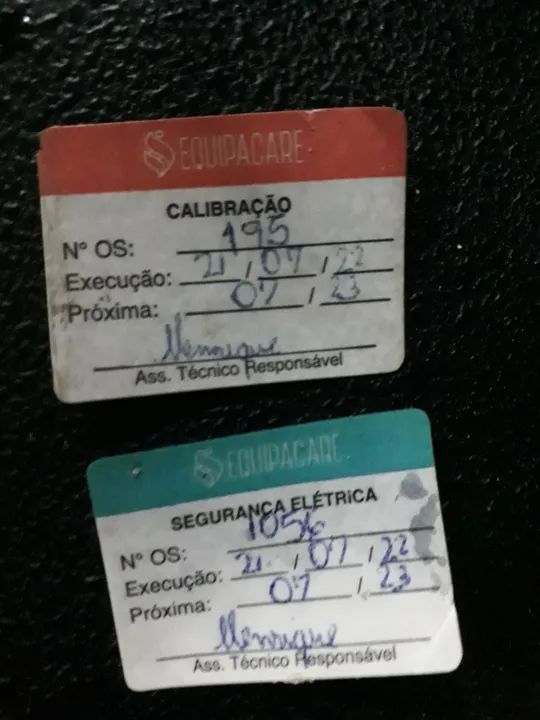 EQUIPACARE
CALIBRAÇÃO
Nº OS: 195
Execução: 21 / 07 / 22
Próxima: 07 / 23
Henrique
Ass. Técnico Responsável
EQUIPACARE
SEGURANÇA ELÉTRICA
Nº OS: 1056
Execução: 21 / 07 / 22
Próxima: 07 / 23
Henrique
Ass. Técnico Responsável